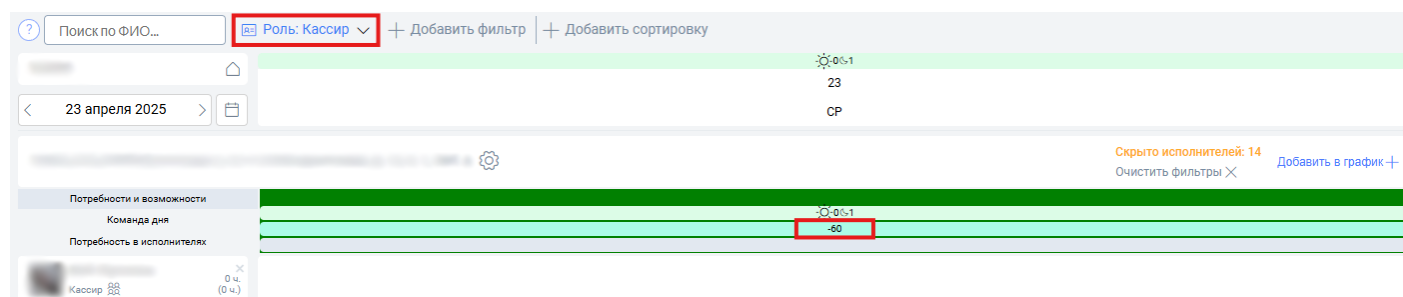 ? Поиск по ФИО... Роль: Кассир + Добавить фильтр + Добавить сортировку
-0 1
23 апреля 2025
23
СР
Скрыто исполнителей: 14
Очистить фильтры ×
Добавить в график +
Потребности и возможности
Команда дня
-0 1
Потребность в исполнителях
-60
×
0 ч.
Кассир
(0 ч.)